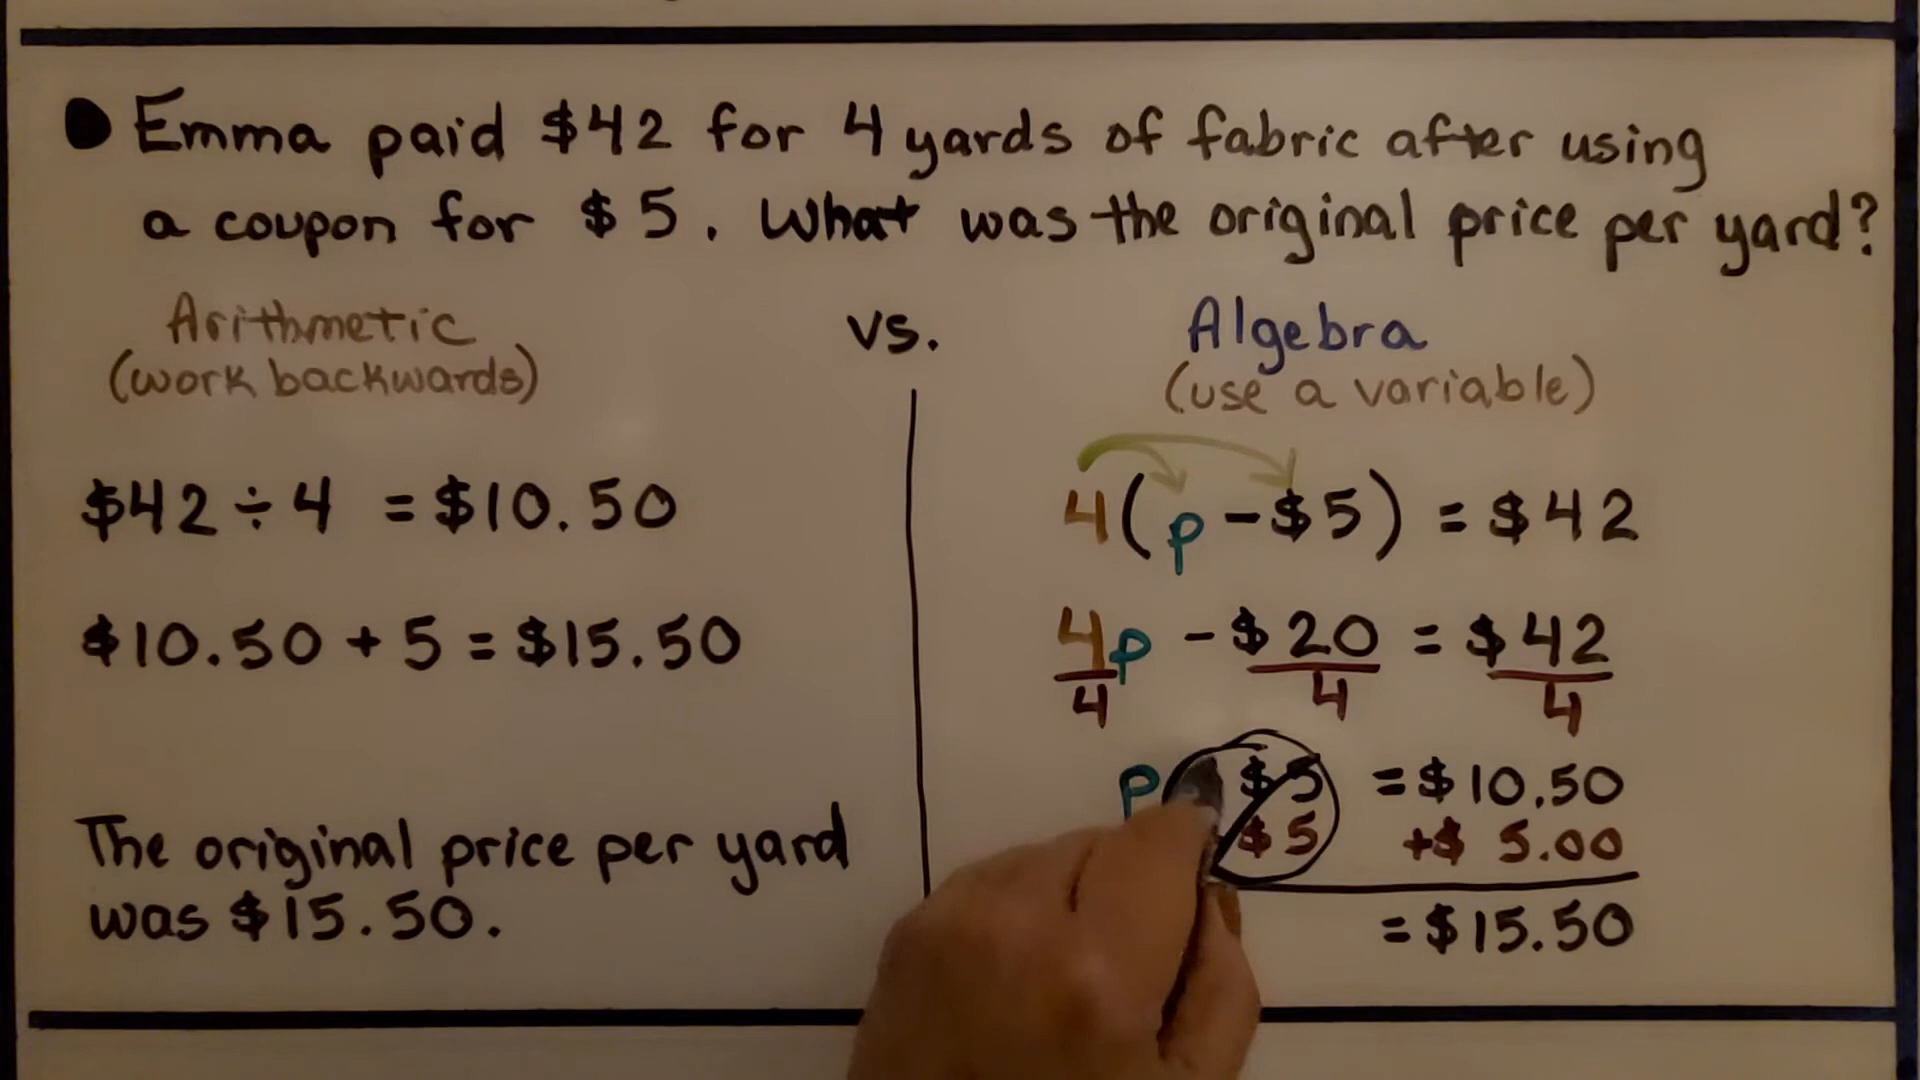 Emma paid $42 for 4 yards of fabric after using
a coupon for $5. What was the original price per yard?
Arithmetic
(work backwards)
vs.
Algebra
(use a variable)
$42 ÷ 4 = $10.50
$10.50 + 5 = $15.50
The original price per yard
was $15.50.
4(p - $5) = $42
4p - $20 = $42
4 4 4
p $5 = $10.50
$5 +$ 5.00
= $15.50